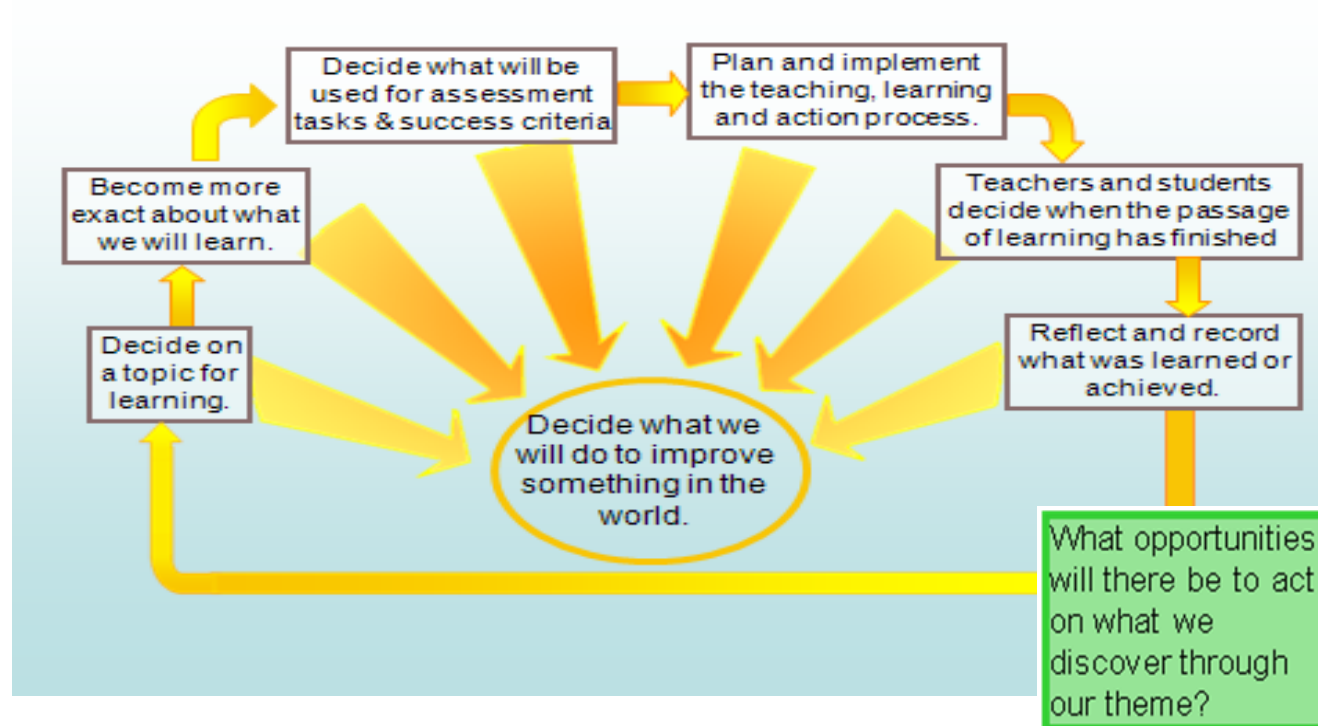 Decide what will be
used for assessment
tasks & success criteria
Plan and implement
the teaching, learning
and action process.
Become more
exact about what
we will learn.
Teachers and students
decide when the passage
of learning has finished
Decide on
a topic for
learning.
Reflect and record
what was learned or
achieved.
Decide what we
will do to improve
something in the
world.
What opportunities
will there be to act
on what we
discover through
our theme?